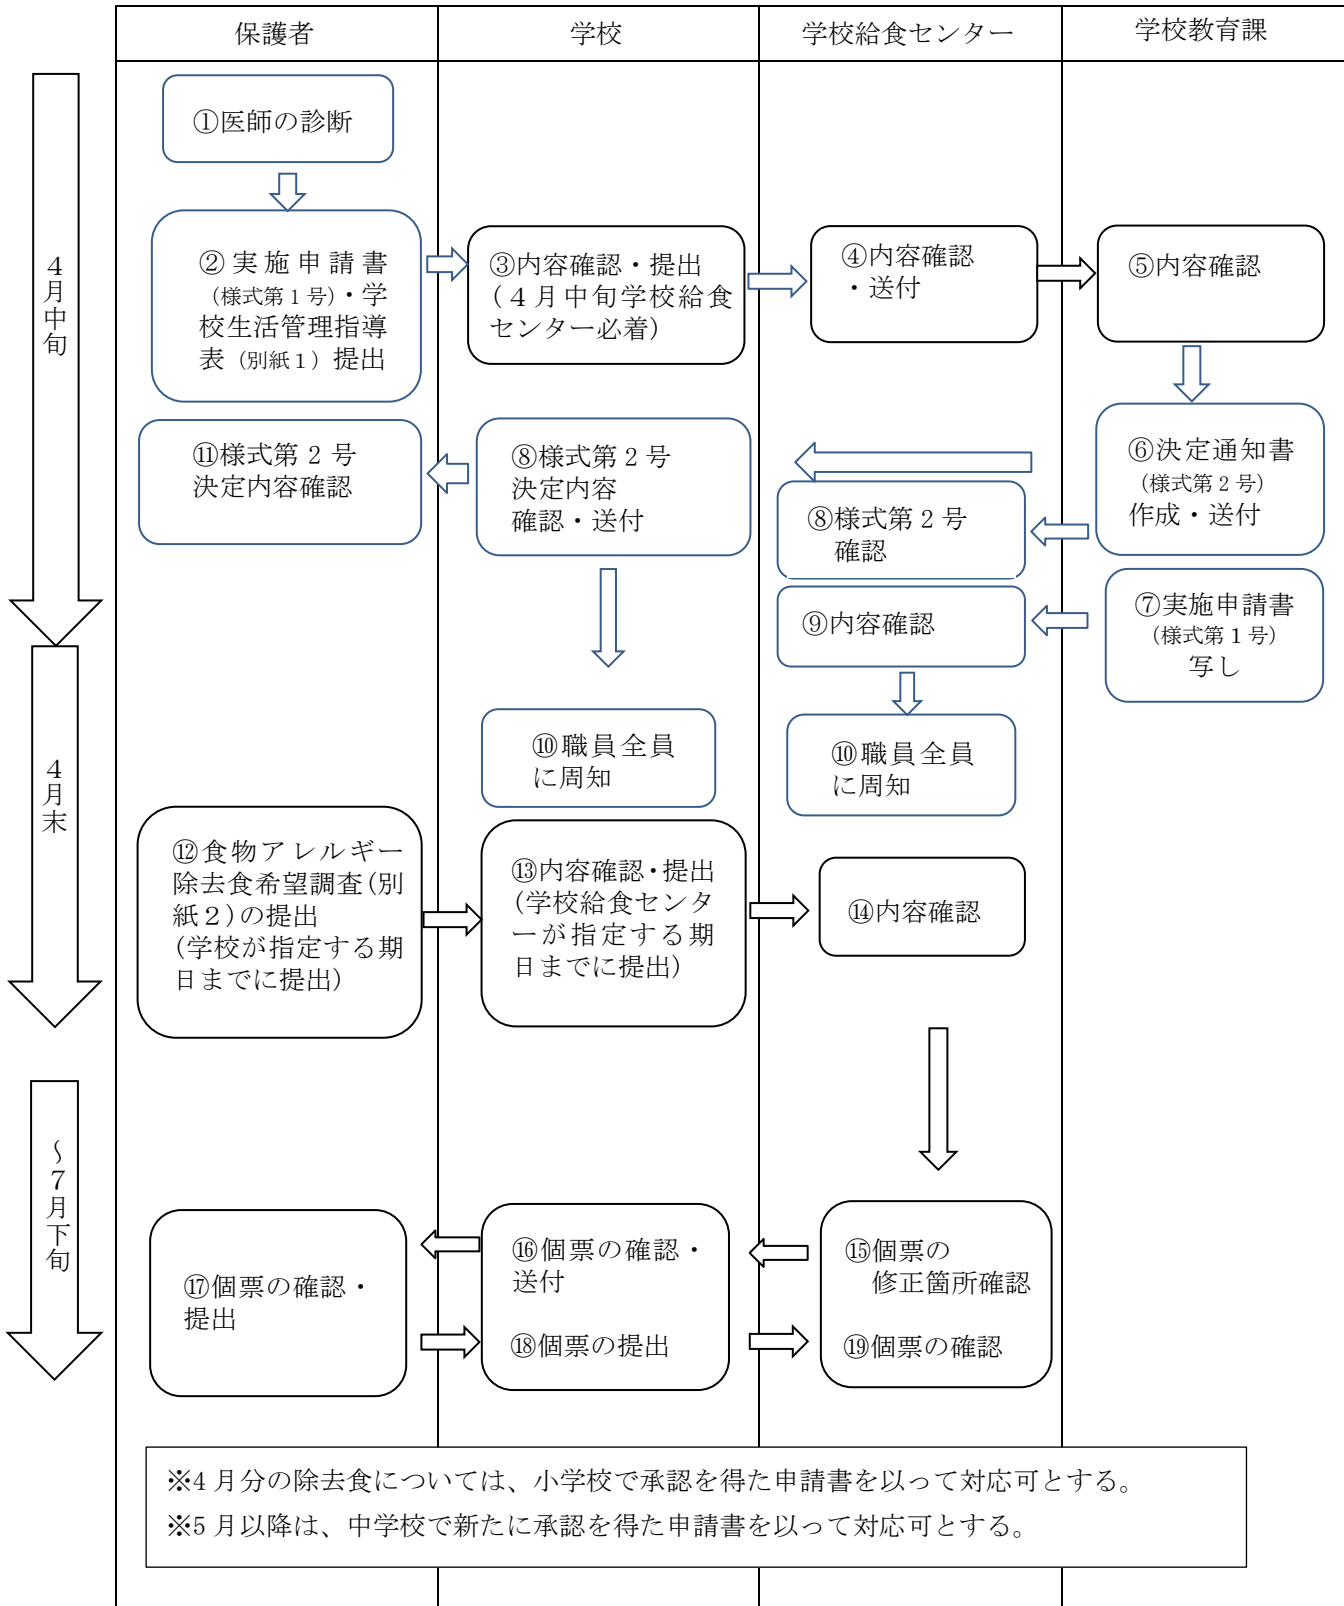 保護者
学校
学校給食センター
学校教育課
4月中旬
①医師の診断
②実施申請書
（様式第１号）・学
校生活管理指導
表（別紙１）提出
③内容確認・提出
（４月中旬学校給食
センター必着）
④内容確認
・送付
⑤内容確認
⑥決定通知書
（様式第２号）
作成・送付
⑦実施申請書
（様式第１号）
写し
⑧様式第２号
確認
⑨内容確認
⑧様式第２号
決定内容
確認・送付
⑪様式第２号
決定内容確認
4月末
⑩職員全員
に周知
⑩職員全員
に周知
⑫食物アレルギー
除去食希望調査（別
紙２）の提出
（学校が指定する期
日までに提出）
⑬内容確認・提出
（学校給食センタ
ーが指定する期
日までに提出）
⑭内容確認
～7月下旬
⑮個票の
修正箇所確認
⑯個票の確認・
送付
⑰個票の確認・
提出
⑱個票の提出
⑲個票の確認
※4月分の除去食については、小学校で承認を得た申請書を以って対応可とする。
※5月以降は、中学校で新たに承認を得た申請書を以って対応可とする。